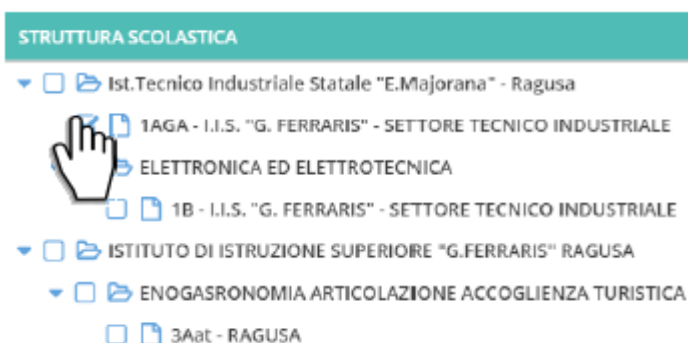 STRUTTURA SCOLASTICA
Ist.Tecnico Industriale Statale "E.Majorana" - Ragusa
1AGA - I.I.S. "G. FERRARIS" - SETTORE TECNICO INDUSTRIALE
ELETTRONICA ED ELETTROTECNICA
1B - I.I.S. "G. FERRARIS" - SETTORE TECNICO INDUSTRIALE
ISTITUTO DI ISTRUZIONE SUPERIOIRE "G.FERRARIS" RAGUSA
ENOGASRONOMIA ARTICOLAZIONE ACCOGLIENZA TURISTICA
3Aat - RAGUSA